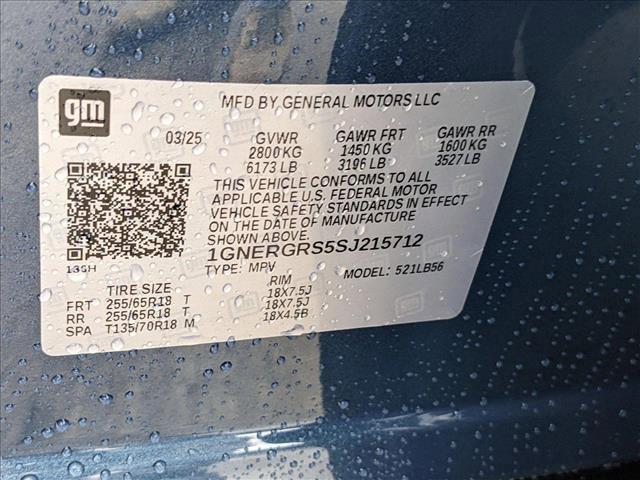 gm
MFD BY GENERAL MOTORS LLC
03/25 GVWR GAWR FRT GAWR RR
2800 KG 1450 KG 1600 KG
6173 LB 3196 LB 3527 LB
THIS VEHICLE CONFORMS TO ALL
APPLICABLE U.S. FEDERAL MOTOR
VEHICLE SAFETY STANDARDS IN EFFECT
ON THE DATE OF MANUFACTURE
SHOWN ABOVE.
1GNERGRS5SJ215712
TYPE: MPV MODEL: 521LB56
TIRE SIZE RIM
FRT 255/65R18 T 18X7.5J
RR 255/65R18 T 18X7.5J
SPA T135/70R18 M 18X4.5B